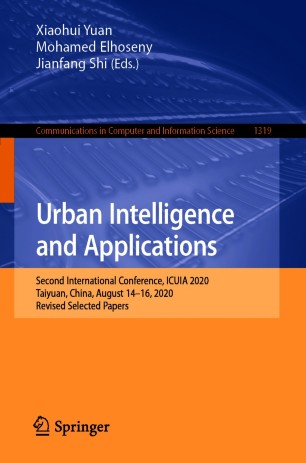 Xiaohui Yuan
Mohamed Elhoseny
Jianfang Shi (Eds.)
Communications in Computer and Information Science 1319
Urban Intelligence
and Applications
Second International Conference, ICUIA 2020
Taiyuan, China, August 14–16, 2020
Revised Selected Papers
Springer